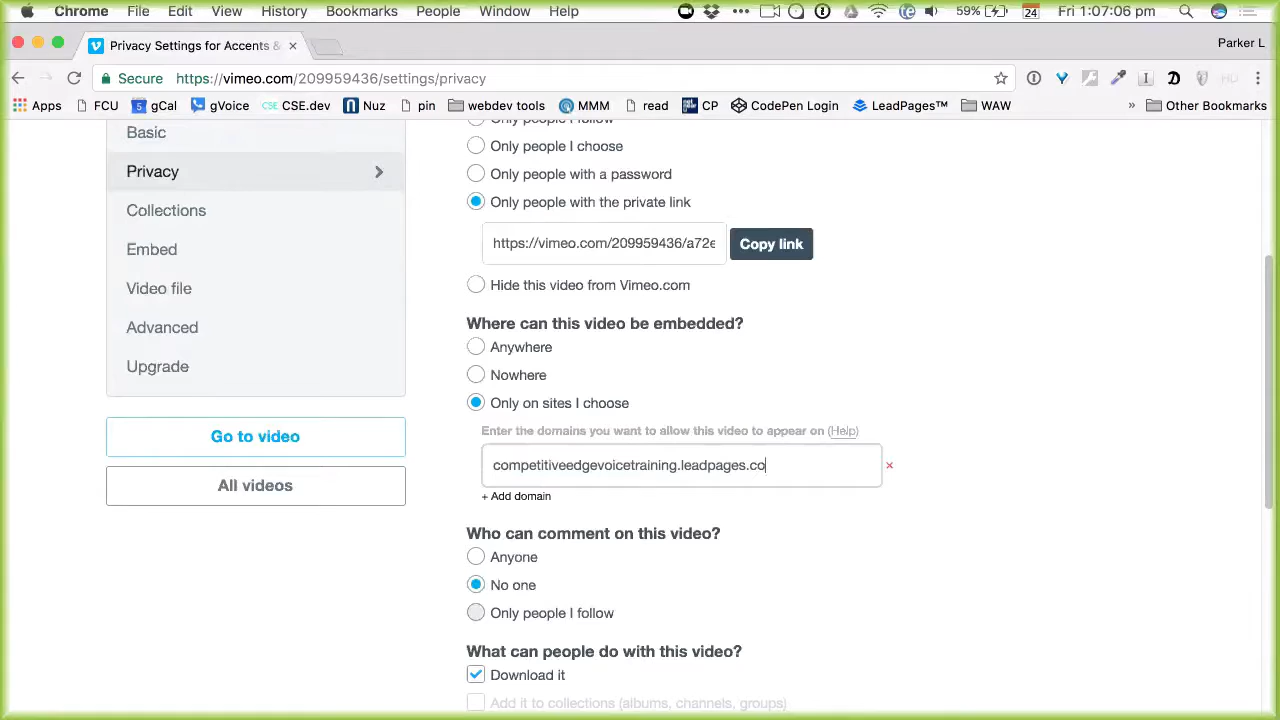 Chrome File Edit View History Bookmarks People Window Help 59% 24 Fri 1:07:06 pm
Privacy Settings for Accents & Parker L
Secure https://vimeo.com/209959436/settings/privacy
Apps FCU gCal gVoice CSE CSE.dev Nuz pin webdev tools MMM read CP CodePen Login LeadPages™ WAW » Other Bookmarks
Only people I follow
Basic
Only people I choose
Privacy
Only people with a password
Only people with the private link
Collections
https://vimeo.com/209959436/a72e Copy link
Embed
Video file
Hide this video from Vimeo.com
Advanced
Where can this video be embedded?
Anywhere
Upgrade
Nowhere
Only on sites I choose
Enter the domains you want to allow this video to appear on (Help)
Go to video
competitiveedgevoicetraining.leadpages.co
All videos
+ Add domain
Who can comment on this video?
Anyone
No one
Only people I follow
What can people do with this video?
Download it
Add it to collections (albums, channels, groups)